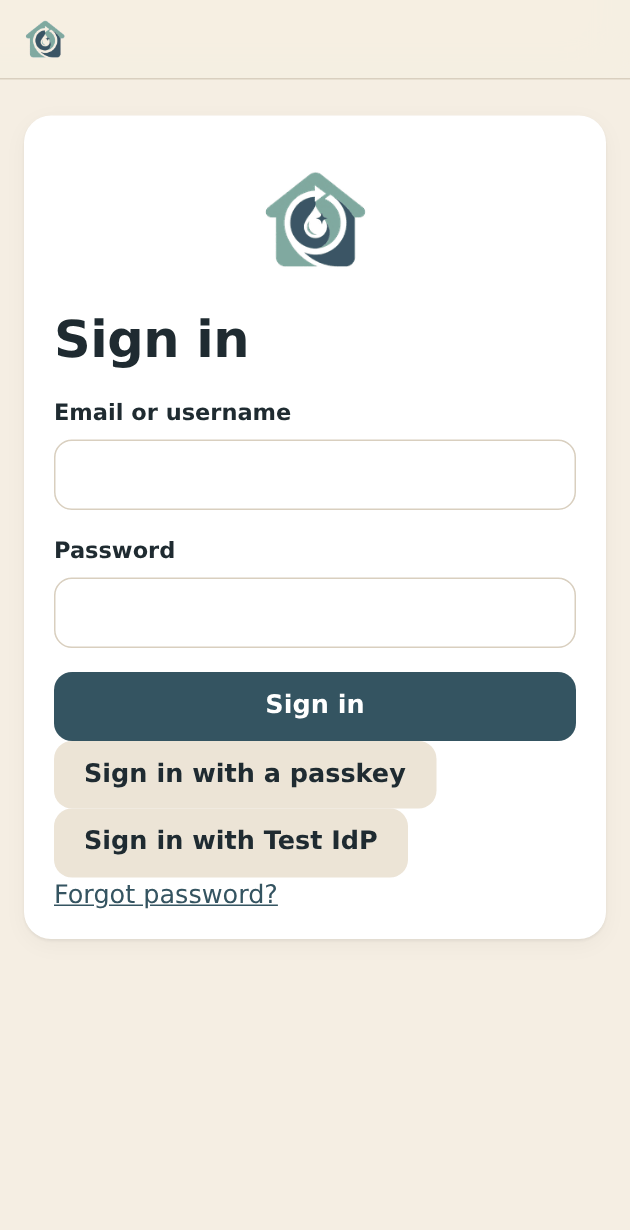 Sign in
Email or username
Password
Sign in
Sign in with a passkey
Sign in with Test IdP
Forgot password?